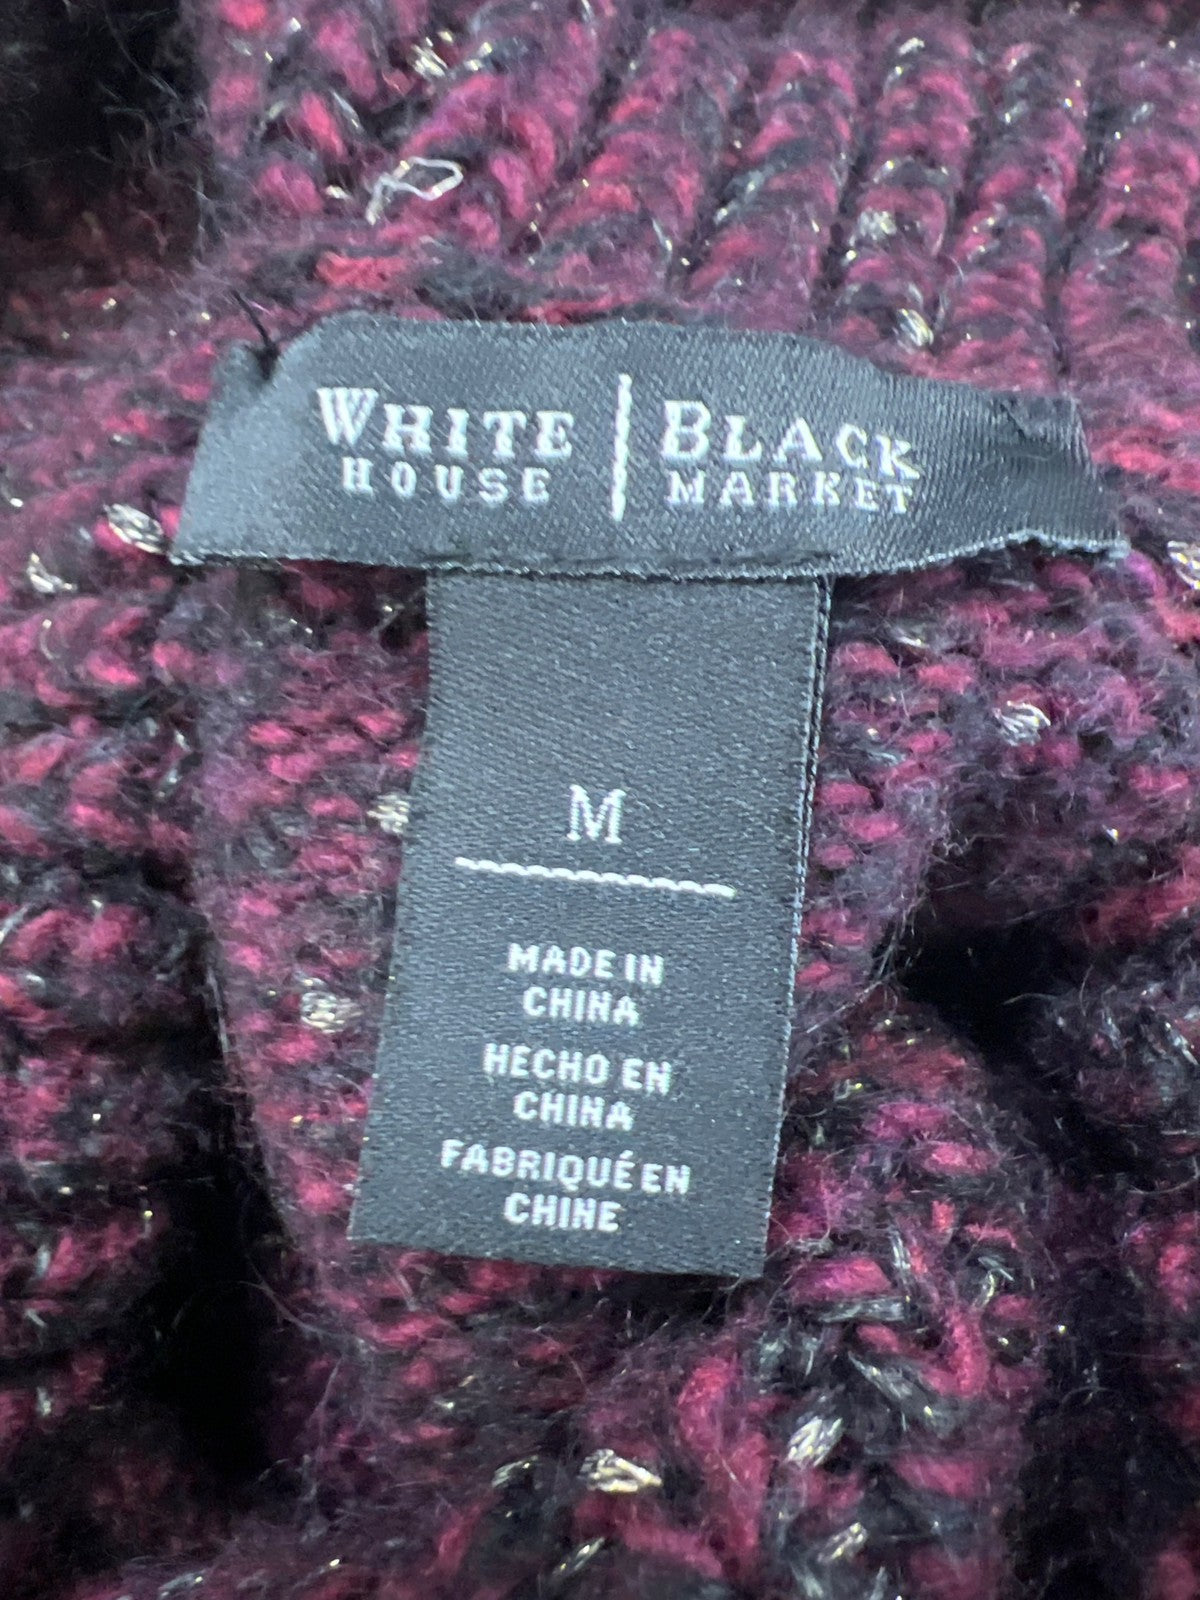 WHITE | BLACK
HOUSE | MARKET
M
MADE IN
CHINA
HECHO EN
CHINA
FABRIQUÉ EN
CHINE